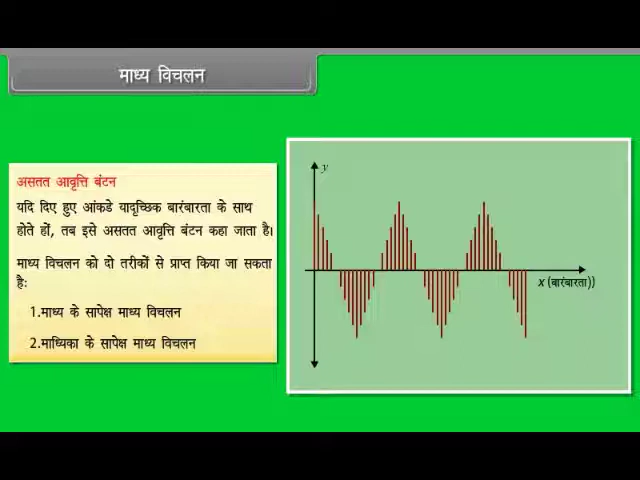 माध्य विचलन
असतत आवृत्ति बंटन
यदि दिए हुए आंकडे यादृच्छिक बारंबारता के साथ
होते हों, तब इसे असतत आवृत्ति बंटन कहा जाता है।
माध्य विचलन को दो तरीकों से प्राप्त किया जा सकता
है:
1.माध्य के सापेक्ष माध्य विचलन
2.माध्यिका के सापेक्ष माध्य विचलन
y
x (बारंबारता))